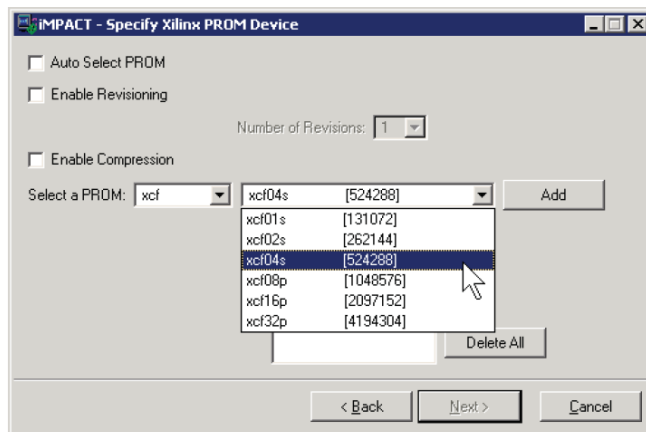 iMPACT - Specify Xilinx PROM Device
Auto Select PROM
Enable Revisioning
Number of Revisions: 1
Enable Compression
Select a PROM: xcf xcf04s [524288] Add
xcf01s [131072]
xcf02s [262144]
xcf04s [524288]
xcf08p [1048576]
xcf16p [2097152]
xcf32p [4194304]
Delete All
< Back Next > Cancel